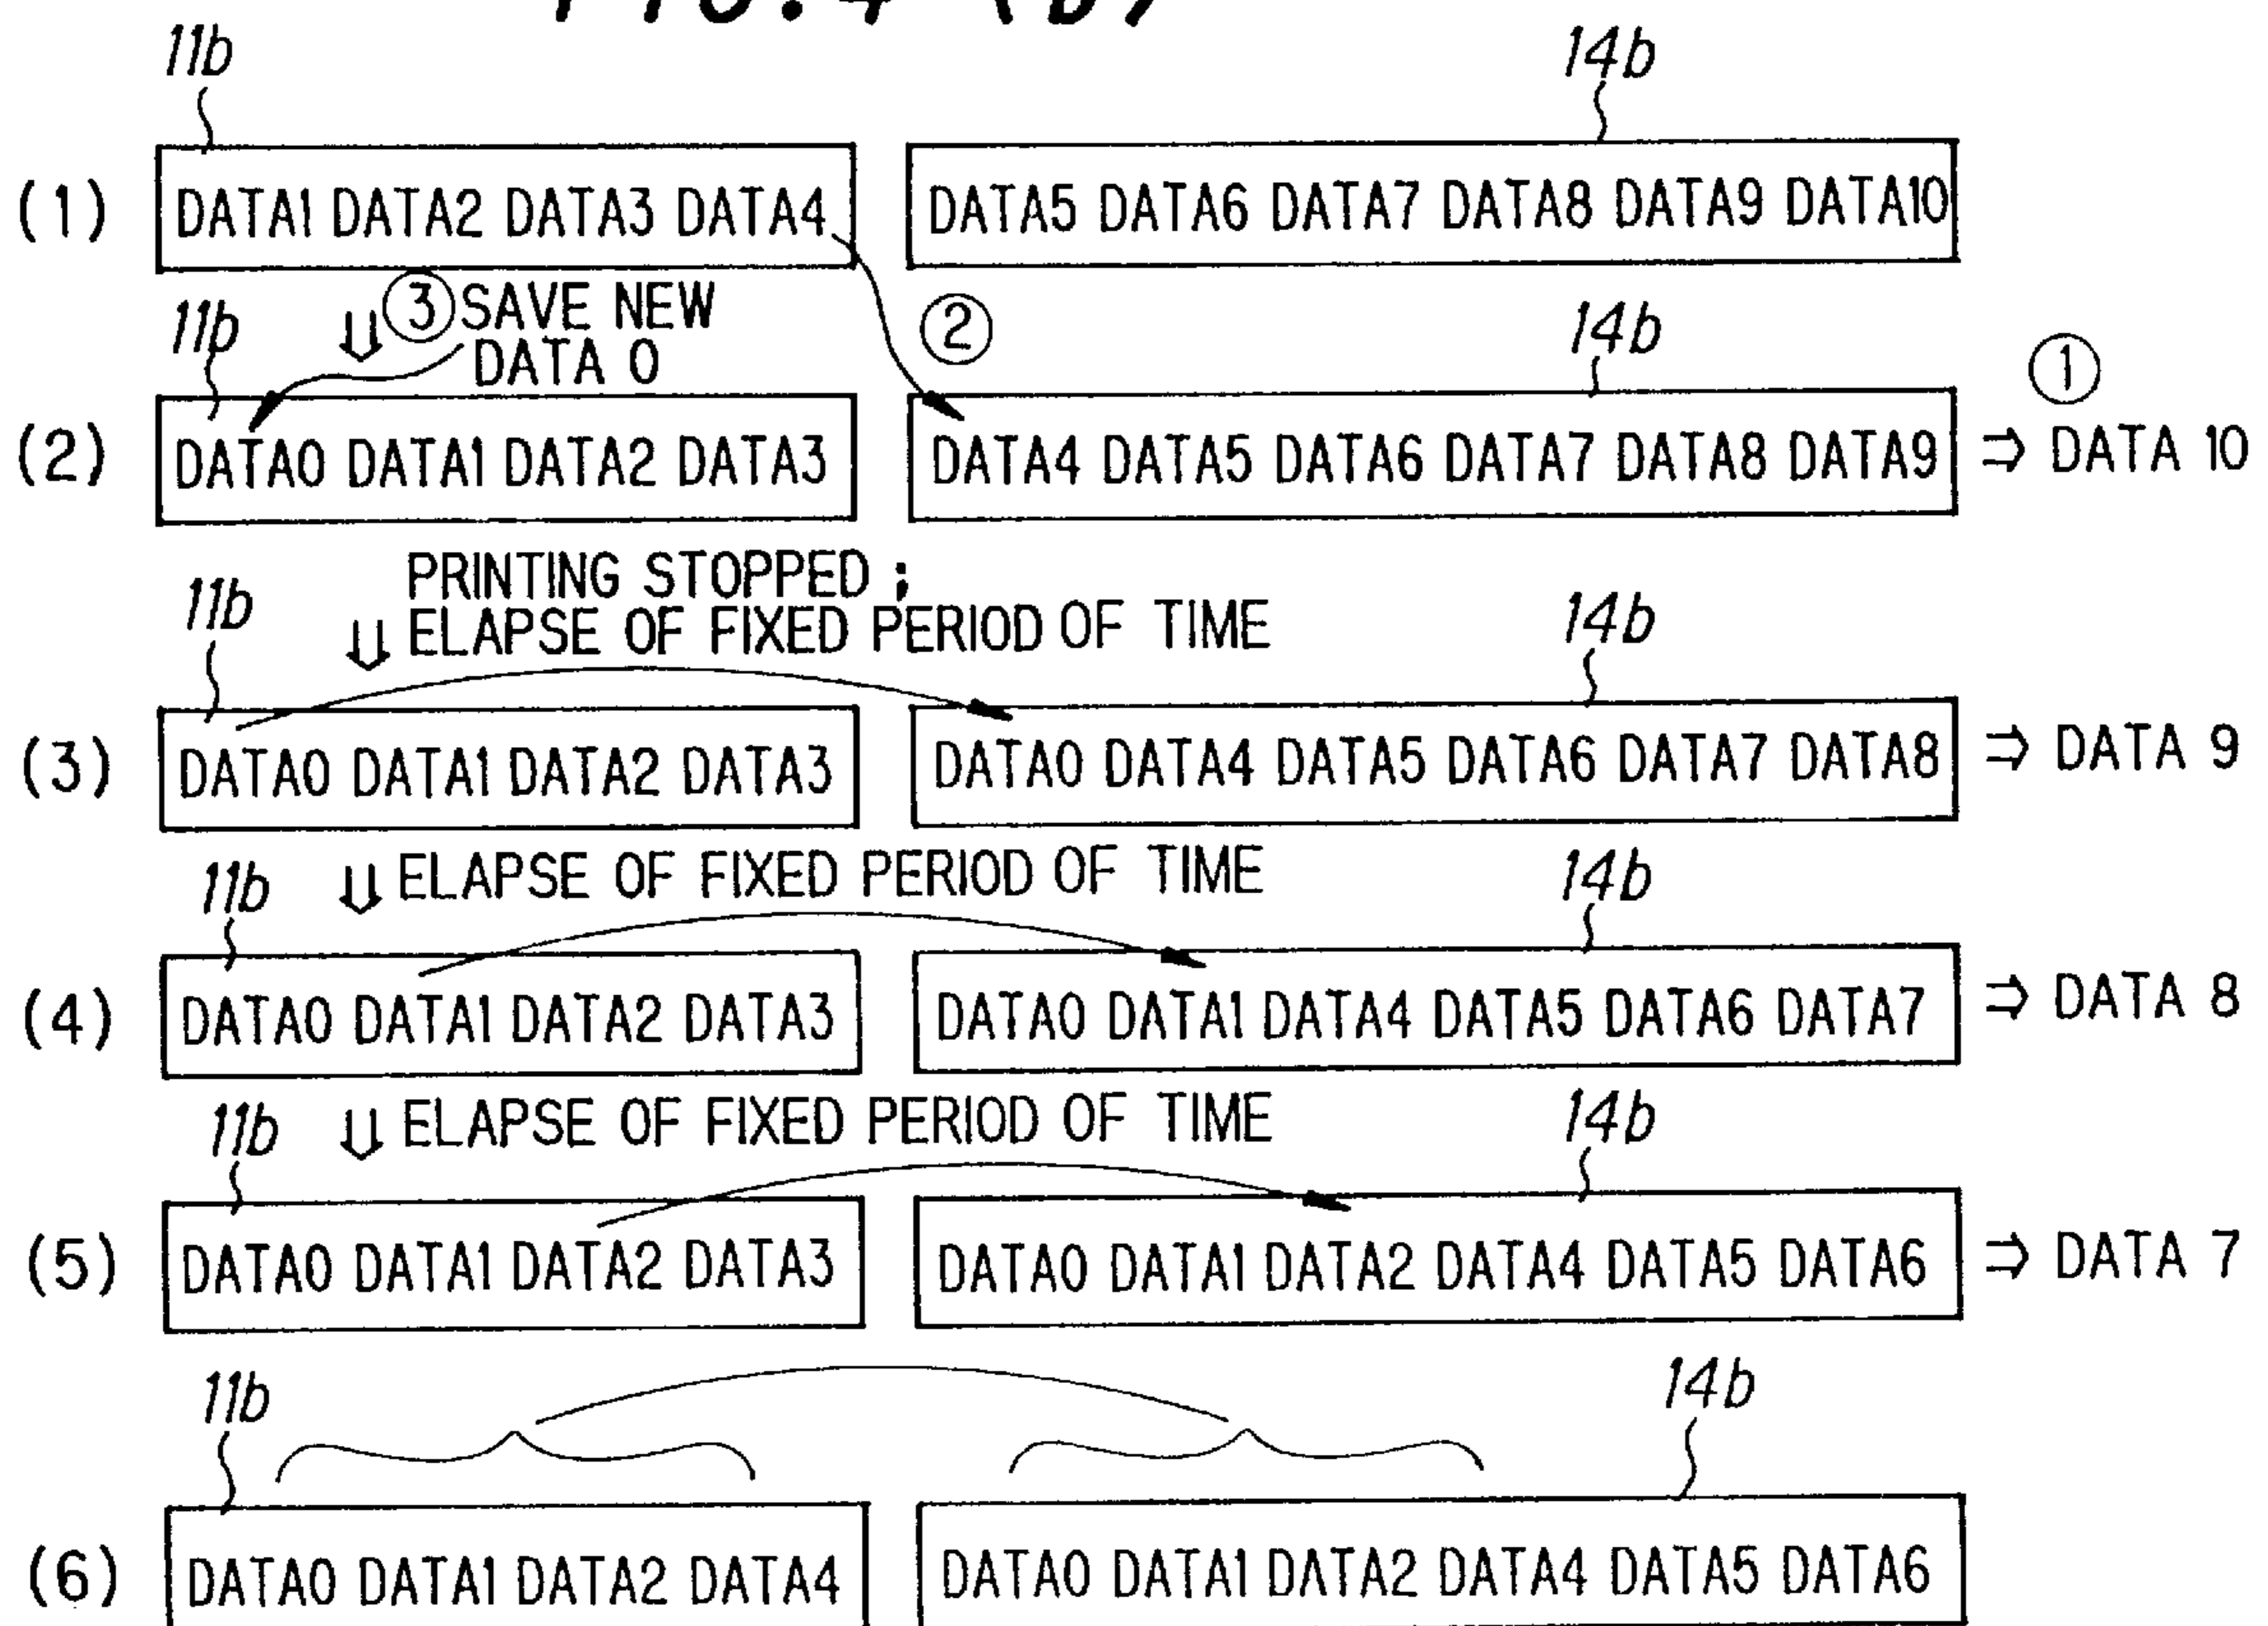 FIG. 4 (b)
11b 14b
(1) DATA1 DATA2 DATA3 DATA4 DATA5 DATA6 DATA7 DATA8 DATA9 DATA10
11b ⇓ ③ SAVE NEW ② 14b ①
DATA 0
(2) DATA0 DATA1 DATA2 DATA3 DATA4 DATA5 DATA6 DATA7 DATA8 DATA9 ⇒ DATA 10
PRINTING STOPPED ;
11b ⇓ ELAPSE OF FIXED PERIOD OF TIME 14b
(3) DATA0 DATA1 DATA2 DATA3 DATA0 DATA4 DATA5 DATA6 DATA7 DATA8 ⇒ DATA 9
11b ⇓ ELAPSE OF FIXED PERIOD OF TIME 14b
(4) DATA0 DATA1 DATA2 DATA3 DATA0 DATA1 DATA4 DATA5 DATA6 DATA7 ⇒ DATA 8
11b ⇓ ELAPSE OF FIXED PERIOD OF TIME 14b
(5) DATA0 DATA1 DATA2 DATA3 DATA0 DATA1 DATA2 DATA4 DATA5 DATA6 ⇒ DATA 7
11b 14b
(6) DATA0 DATA1 DATA2 DATA4 DATA0 DATA1 DATA2 DATA4 DATA5 DATA6